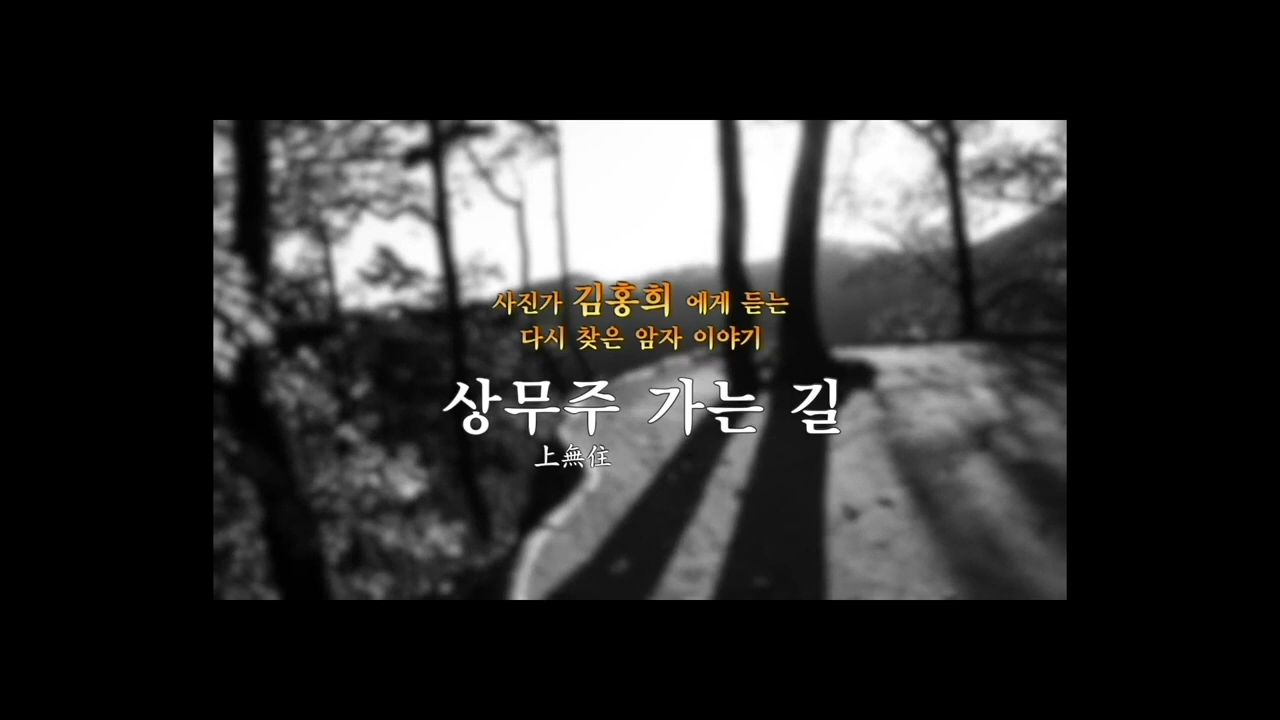 사진가 김홍희 에게 듣는
다시 찾은 암자 이야기
상무주 가는 길
上無住